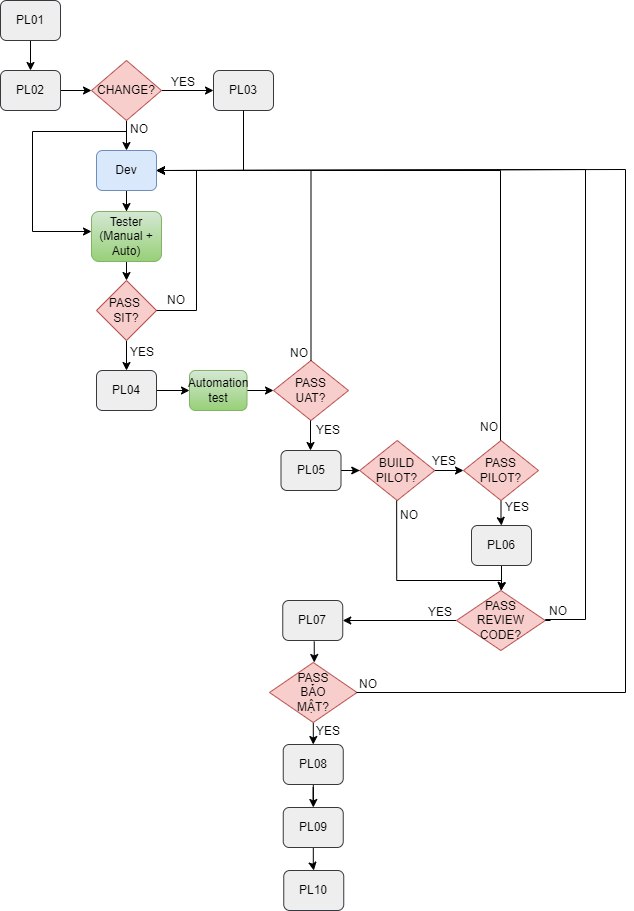 PL01
PL02
CHANGE?
YES
PL03
NO
Dev
Tester
(Manual +
Auto)
PASS
SIT?
NO
YES
PL04
Automation
test
NO
PASS
UAT?
YES
PL05
BUILD
PILOT?
YES
NO
NO
PASS
PILOT?
YES
PL06
PASS
REVIEW
CODE?
NO
YES
PL07
PASS
BẢO
MẬT?
NO
YES
PL08
PL09
PL10